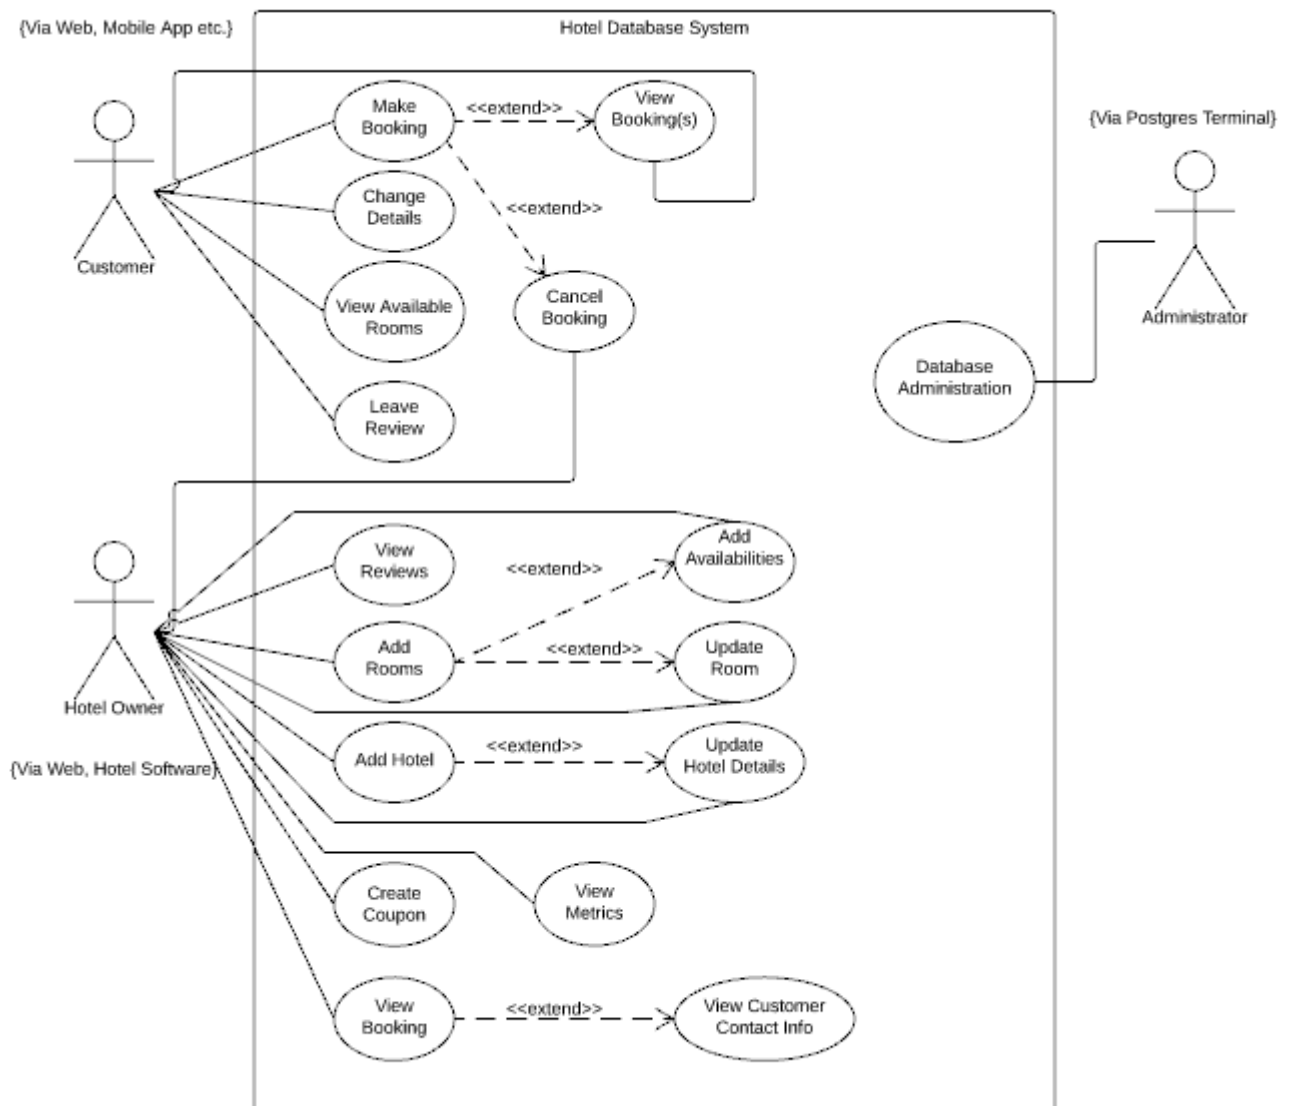 {Via Web, Mobile App etc.}
Hotel Database System
Make
Booking
<<extend>>
View
Booking(s)
{Via Postgres Terminal}
Customer
Change
Details
<<extend>>
View Available
Rooms
Cancel
Booking
Administrator
Database
Administration
Leave
Review
View
Reviews
<<extend>>
Add
Availabilities
Add
Rooms
<<extend>>
Update
Room
Hotel Owner
{Via Web, Hotel Software}
Add Hotel
<<extend>>
Update
Hotel Details
Create
Coupon
View
Metrics
View
Booking
<<extend>>
View Customer
Contact Info